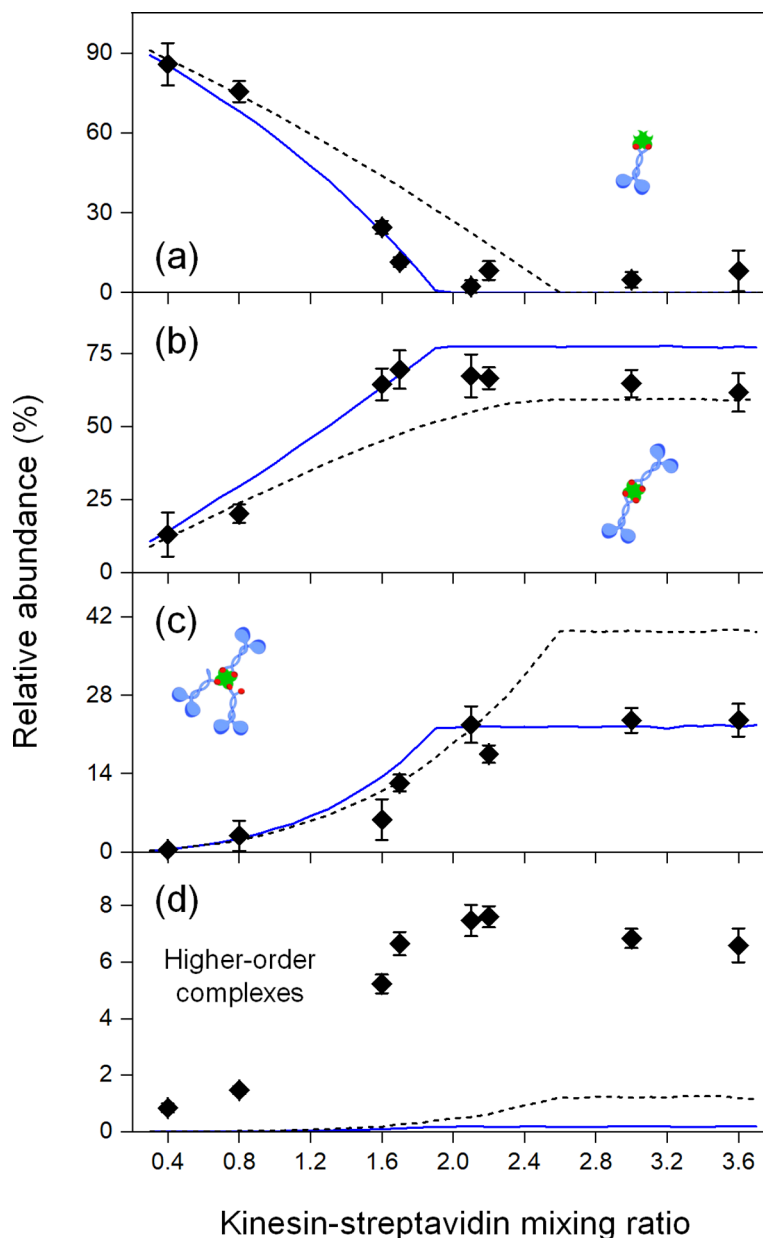 Relative abundance (%)
90
60
30
0
(a)
75
50
25
0
(b)
42
28
14
0
(c)
8
6
4
2
0
(d)
Higher-order
complexes
0.4 0.8 1.2 1.6 2.0 2.4 2.8 3.2 3.6
Kinesin-streptavidin mixing ratio